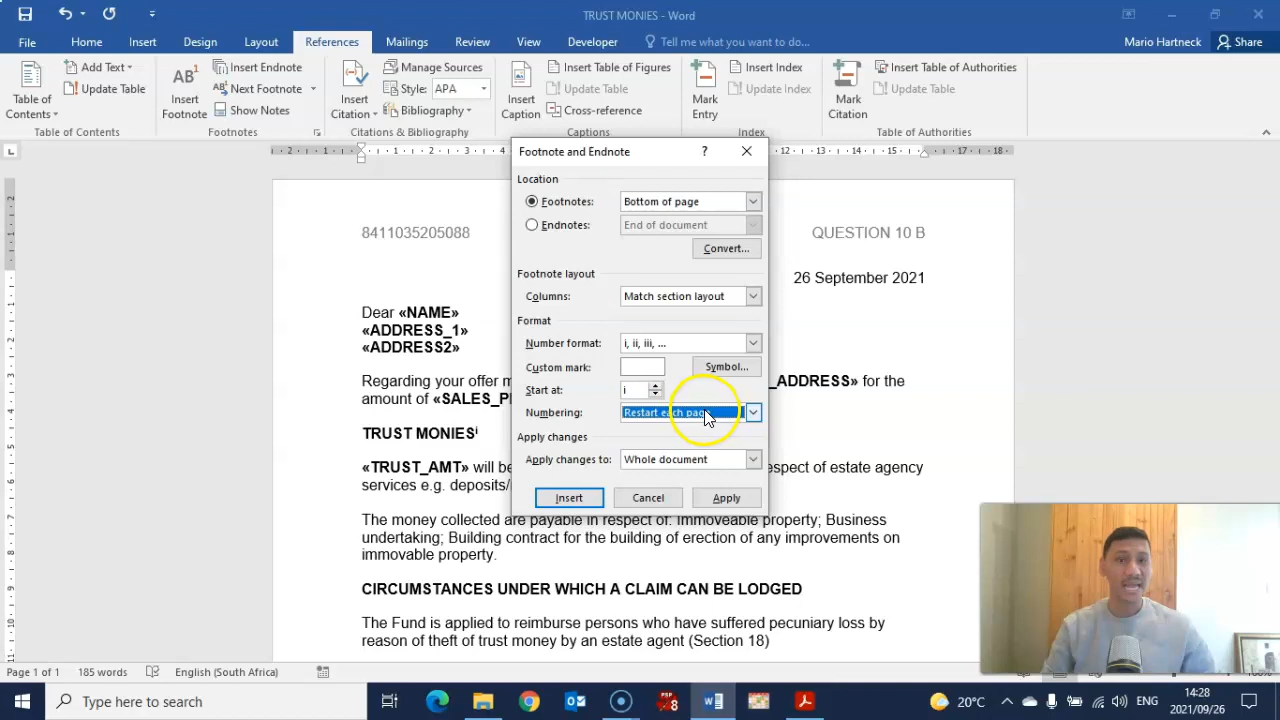 TRUST MONIES - Word
File Home Insert Design Layout References Mailings Review View Developer Tell me what you want to do... Mario Hartneck Share
Table of Contents
Add Text
Update Table
Table of Contents
AB¹
Insert Footnote
Insert Endnote
Next Footnote
Show Notes
Footnotes
Insert Citation
Manage Sources
Style: APA
Bibliography
Citations & Bibliography
Insert Caption
Insert Table of Figures
Update Table
Cross-reference
Captions
Mark Entry
Insert Index
Update Index
Index
Mark Citation
Insert Table of Authorities
Update Table
Table of Authorities
Footnote and Endnote
Location
Footnotes: Bottom of page
Endnotes: End of document
Convert...
Footnote layout
Columns: Match section layout
Format
Number format: i, ii, iii, ...
Custom mark: Symbol...
Start at: i
Numbering: Restart each page
Apply changes
Apply changes to: Whole document
Insert Cancel Apply
8411035205088 QUESTION 10 B
26 September 2021
Dear «NAME»
«ADDRESS_1»
«ADDRESS2»
Regarding your offer _ADDRESS» for the
amount of
TRUST MONIESⁱ
«TRUST_AMT» will be respect of estate agency
services e.g. deposits/
The money collected are payable in respect of: Immoveable property; Business
undertaking; Building contract for the building of erection of any improvements on
immovable property.
CIRCUMSTANCES UNDER WHICH A CLAIM CAN BE LODGED
The Fund is applied to reimburse persons who have suffered pecuniary loss by
reason of theft of trust money by an estate agent (Section 18)
Page 1 of 1 185 words English (South Africa)
Type here to search
20°C ENG
14:28
2021/09/26